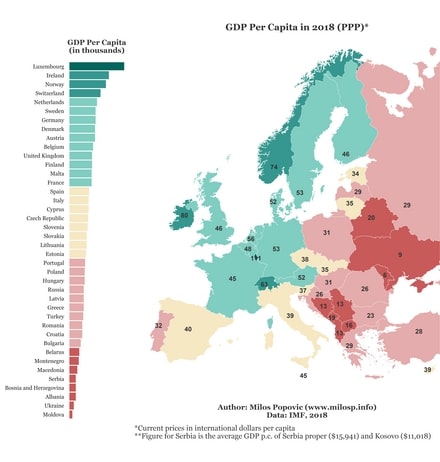 GDP Per Capita in 2018 (PPP)*
GDP Per Capita
(in thousands)
Luxembourg
Ireland
Norway
Switzerland
Netherlands
Sweden
Germany
Denmark
Austria
Belgium
United Kingdom
Finland
Malta
France
Spain
Italy
Cyprus
Czech Republic
Slovenia
Slovakia
Lithuania
Estonia
Portugal
Poland
Hungary
Russia
Latvia
Greece
Turkey
Romania
Croatia
Bulgaria
Belarus
Montenegro
Macedonia
Serbia
Bosnia and Herzegovina
Albania
Ukraine
Moldova
74
46
53
34
29
29
35
52
60
46
20
56
31
48
53
9
111
38
45
35
52
6
63
31
37
26
26
13
13
32
40
39
19
23
16
13
29
28
45
Author: Milos Popovic (www.milosp.info)
Data: IMF, 2018
*Current prices in international dollars per capita
**Figure for Serbia is the average GDP p.c. of Serbia proper ($15,941) and Kosovo ($11,018)